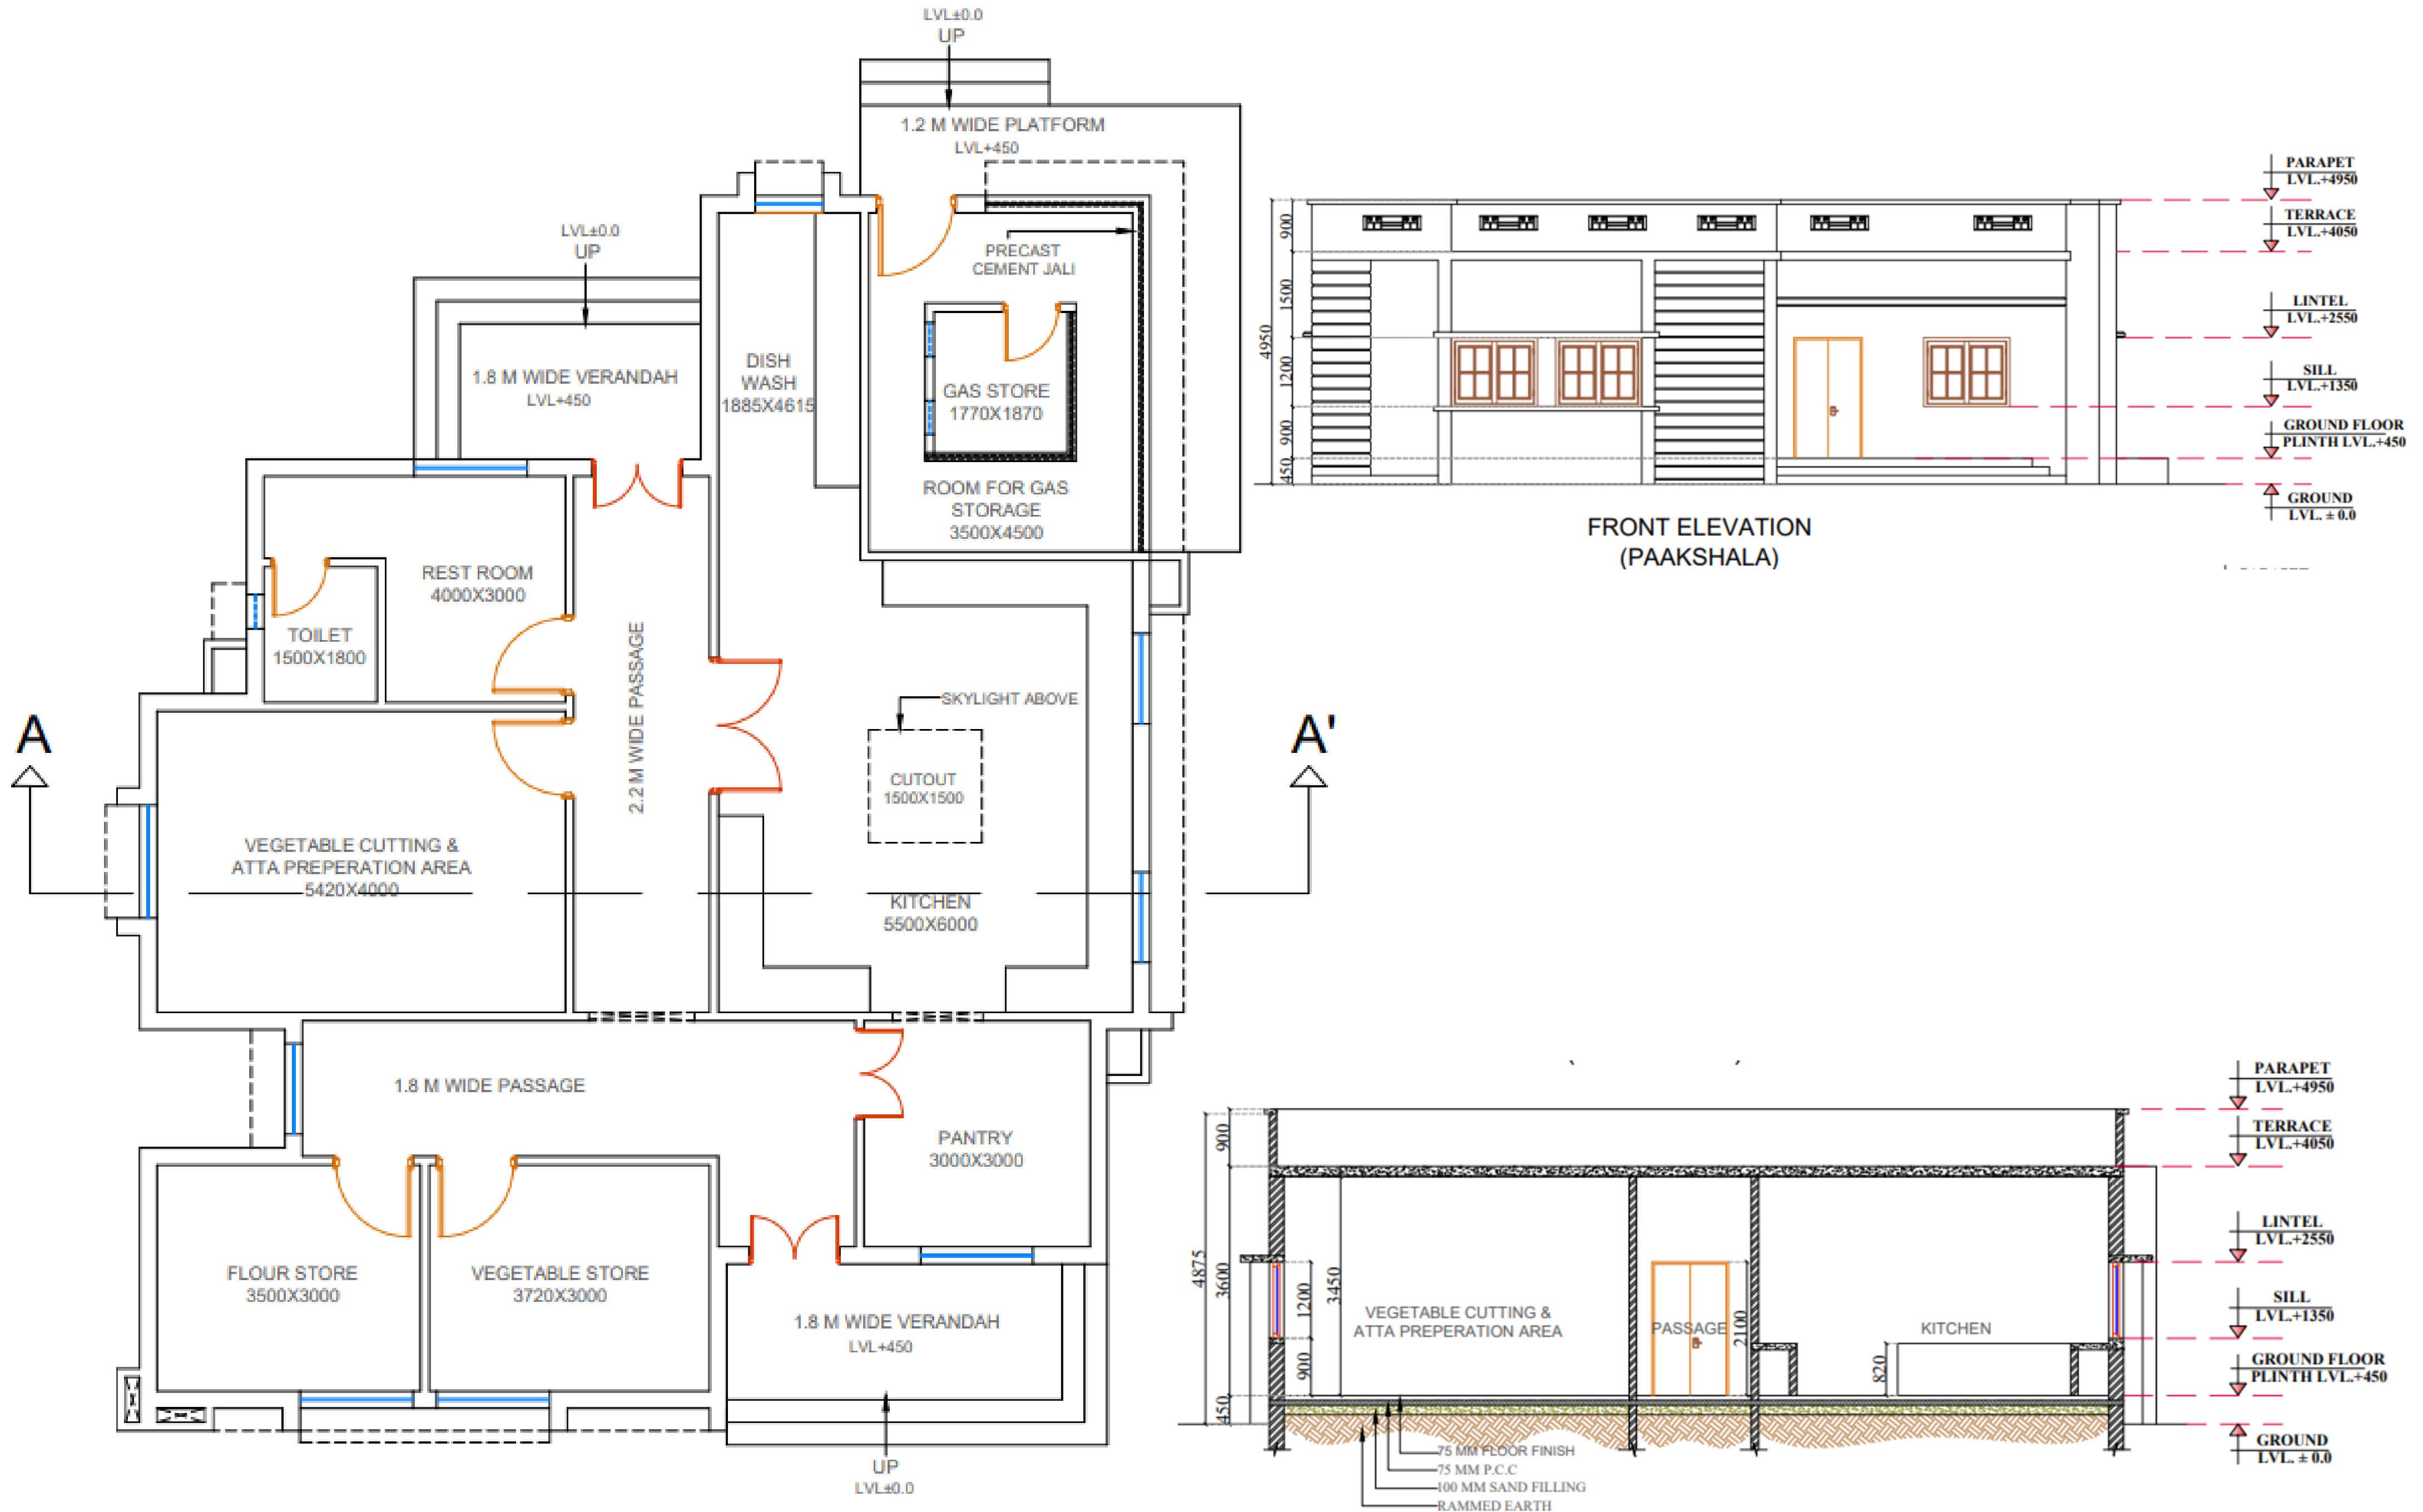 LVL±0.0
UP
1.2 M WIDE PLATFORM
LVL+450
LVL±0.0
UP
PRECAST
CEMENT JALI
1.8 M WIDE VERANDAH
LVL+450
DISH
WASH
1885X4615
GAS STORE
1770X1870
ROOM FOR GAS
STORAGE
3500X4500
REST ROOM
4000X3000
TOILET
1500X1800
2.2 M WIDE PASSAGE
SKYLIGHT ABOVE
A
A'
CUTOUT
1500X1500
VEGETABLE CUTTING &
ATTA PREPERATION AREA
5420X4000
KITCHEN
5500X6000
1.8 M WIDE PASSAGE
PANTRY
3000X3000
FLOUR STORE
3500X3000
VEGETABLE STORE
3720X3000
1.8 M WIDE VERANDAH
LVL+450
UP
LVL±0.0
4950
900
1500
1200
900
450
PARAPET
LVL.+4950
TERRACE
LVL.+4050
LINTEL
LVL.+2550
SILL
LVL.+1350
GROUND FLOOR
PLINTH LVL.+450
GROUND
LVL. ± 0.0
FRONT ELEVATION
(PAAKSHALA)
4875
900
3600
450
1200
900
3450
2100
820
VEGETABLE CUTTING &
ATTA PREPERATION AREA
PASSAGE
KITCHEN
75 MM FLOOR FINISH
75 MM P.C.C
100 MM SAND FILLING
RAMMED EARTH
PARAPET
LVL.+4950
TERRACE
LVL.+4050
LINTEL
LVL.+2550
SILL
LVL.+1350
GROUND FLOOR
PLINTH LVL.+450
GROUND
LVL. ± 0.0